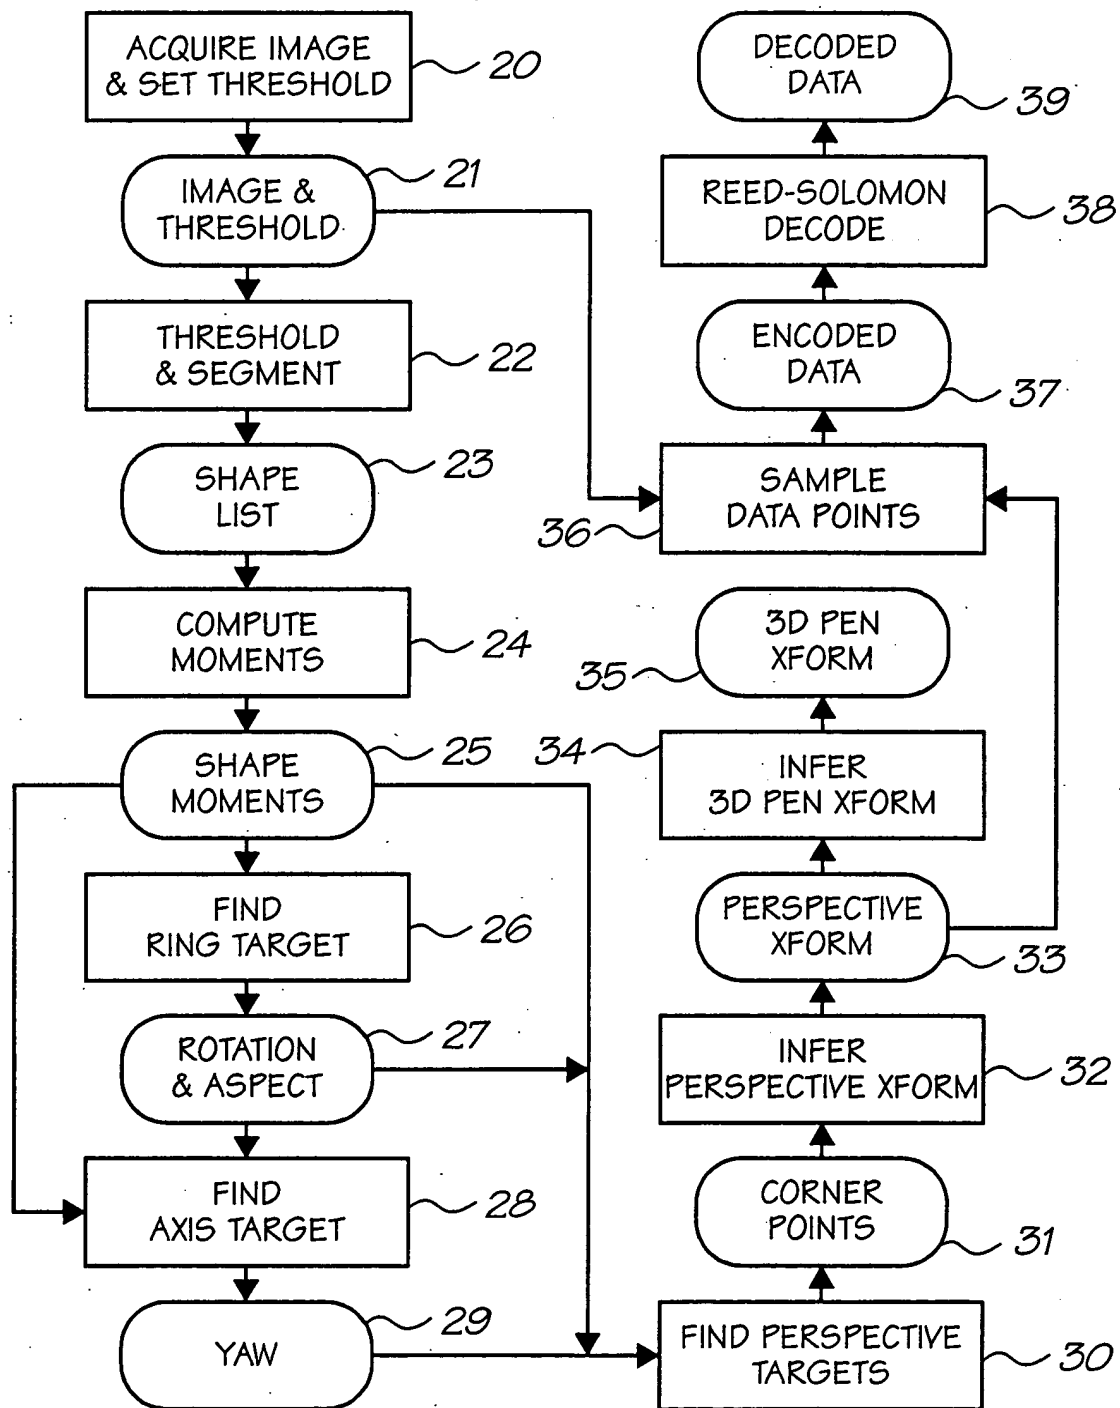 ACQUIRE IMAGE
& SET THRESHOLD
20
IMAGE &
THRESHOLD
21
THRESHOLD
& SEGMENT
22
SHAPE
LIST
23
COMPUTE
MOMENTS
24
SHAPE
MOMENTS
25
FIND
RING TARGET
26
ROTATION
& ASPECT
27
FIND
AXIS TARGET
28
YAW
29
DECODED
DATA
39
REED-SOLOMON
DECODE
38
ENCODED
DATA
37
SAMPLE
DATA POINTS
36
3D PEN
XFORM
35
34
INFER
3D PEN XFORM
PERSPECTIVE
XFORM
33
INFER
PERSPECTIVE XFORM
32
CORNER
POINTS
31
FIND PERSPECTIVE
TARGETS
30